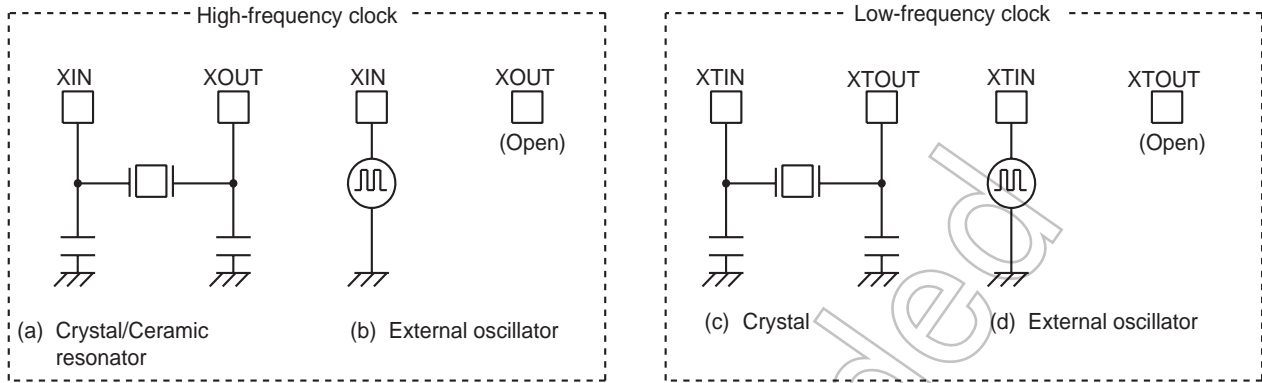 High-frequency clock
XIN XOUT XIN XOUT
(Open)
(a) Crystal/Ceramic
resonator
(b) External oscillator
Low-frequency clock
XTIN XTOUT XTIN XTOUT
(Open)
(c) Crystal
(d) External oscillator
ded